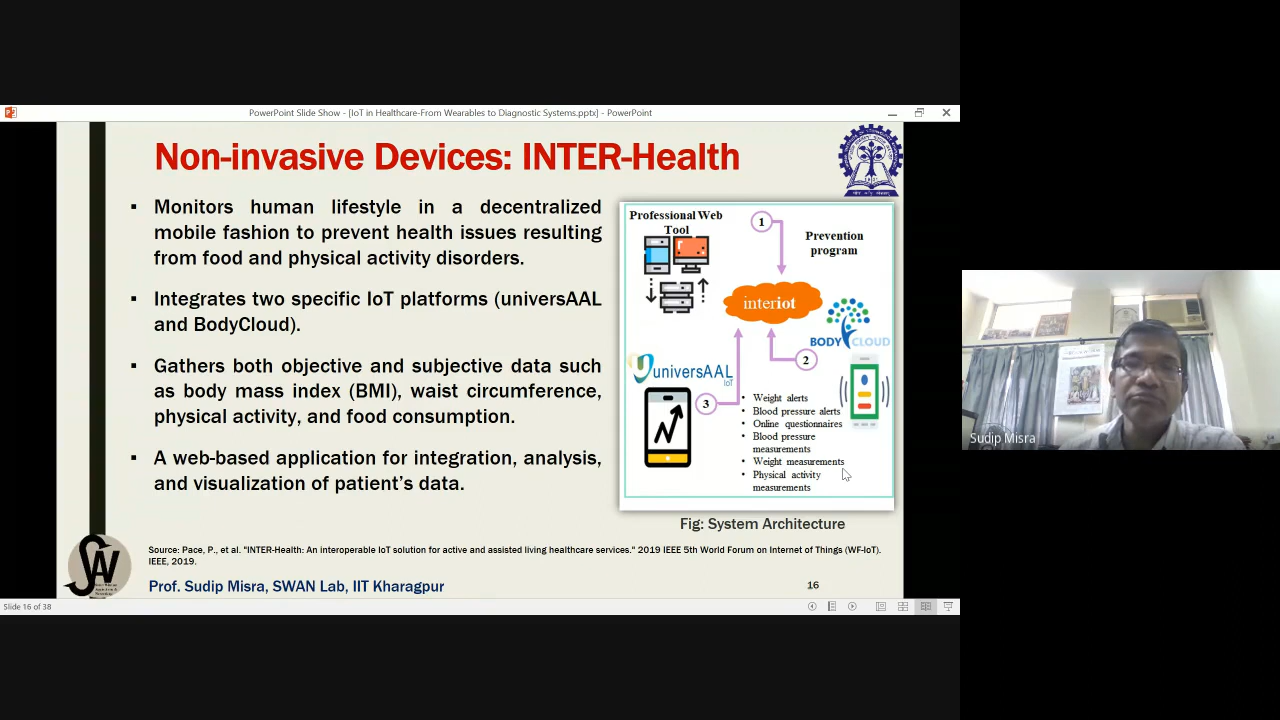 PowerPoint Slide Show - [IoT in Healthcare-From Wearables to Diagnostic Systems.pptx] - PowerPoint
Non-invasive Devices: INTER-Health
▪ Monitors human lifestyle in a decentralized
mobile fashion to prevent health issues resulting
from food and physical activity disorders.
▪ Integrates two specific IoT platforms (universAAL
and BodyCloud).
▪ Gathers both objective and subjective data such
as body mass index (BMI), waist circumference,
physical activity, and food consumption.
▪ A web-based application for integration, analysis,
and visualization of patient's data.
Professional Web
Tool
1
Prevention
program
interiot
BODY CLOUD
2
universAAL
IoT
3
• Weight alerts
• Blood pressure alerts
• Online questionnaires
• Blood pressure
measurements
• Weight measurements
• Physical activity
measurements
Fig: System Architecture
Source: Pace, P., et al. "INTER-Health: An interoperable IoT solution for active and assisted living healthcare services." 2019 IEEE 5th World Forum on Internet of Things (WF-IoT).
IEEE, 2019.
Prof. Sudip Misra, SWAN Lab, IIT Kharagpur
16
Slide 16 of 38
Sudip Misra